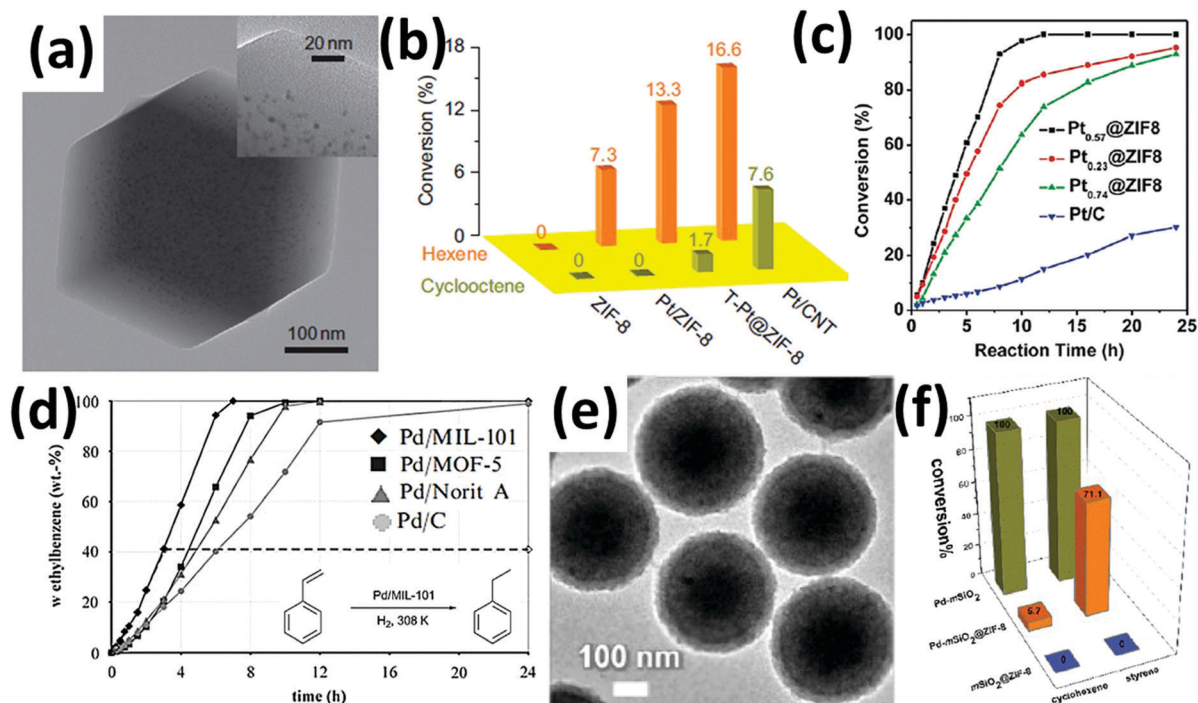 (a)
20 nm
100 nm
(b)
Conversion (%)
18
12
6
0
Hexene
Cyclooctene
0
7.3
13.3
16.6
0
0
1.7
7.6
ZIF-8
Pt/ZIF-8
T-Pt@ZIF-8
Pt/CNT
(c)
Conversion (%)
100
80
60
40
20
0
Pt0.57@ZIF8
Pt0.23@ZIF8
Pt0.74@ZIF8
Pt/C
0 5 10 15 20 25
Reaction Time (h)
(d)
w ethylbenzene (wt.-%)
100
80
60
40
20
0
Pd/MIL-101
Pd/MOF-5
Pd/Norit A
Pd/C
Pd/MIL-101
H2, 308 K
0 4 8 12 16 20 24
time (h)
(e)
100 nm
(f)
conversion%
100
80
60
40
20
0
100
100
71.1
5.7
0
0
Pd-mSiO2
Pd-mSiO2@ZIF-8
mSiO2@ZIF-8
cyclohexene
styrene